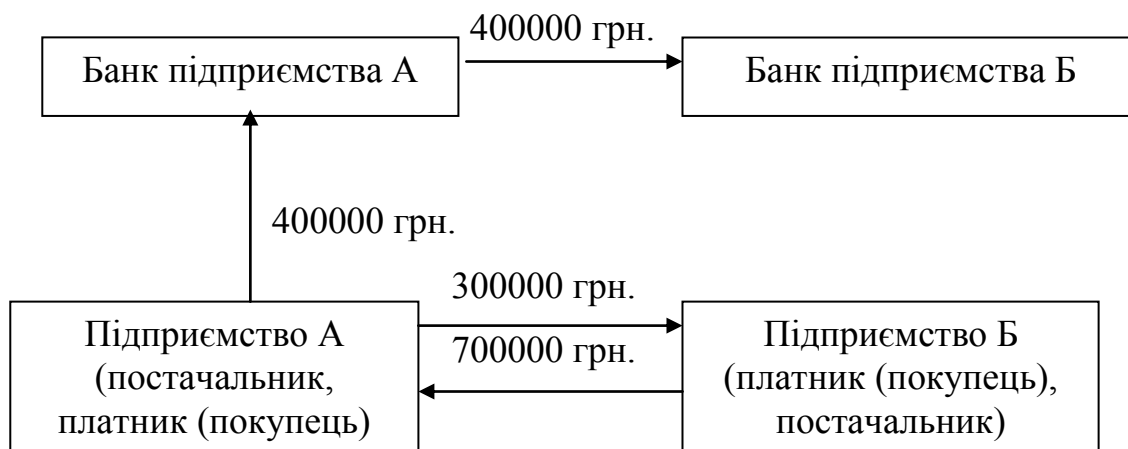 400000 грн.
Банк підприємства А
Банк підприємства Б
400000 грн.
300000 грн.
700000 грн.
Підприємство А
(постачальник,
платник (покупець)
Підприємство Б
(платник (покупець),
постачальник)